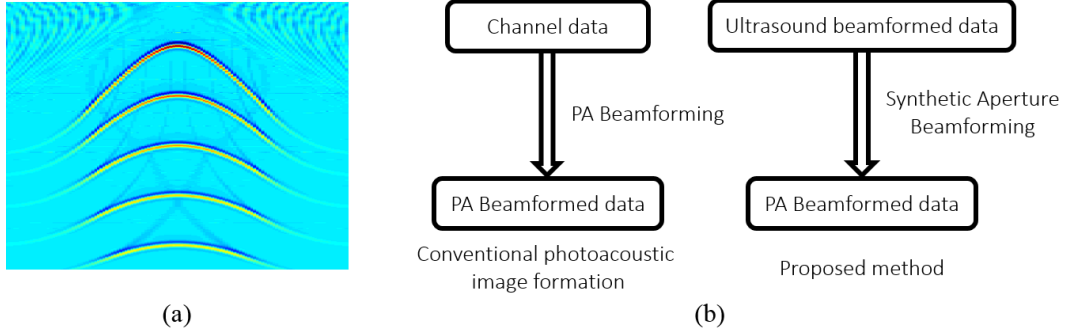 Channel data
PA Beamforming
PA Beamformed data
Conventional photoacoustic
image formation
Ultrasound beamformed data
Synthetic Aperture
Beamforming
PA Beamformed data
Proposed method
(a)
(b)